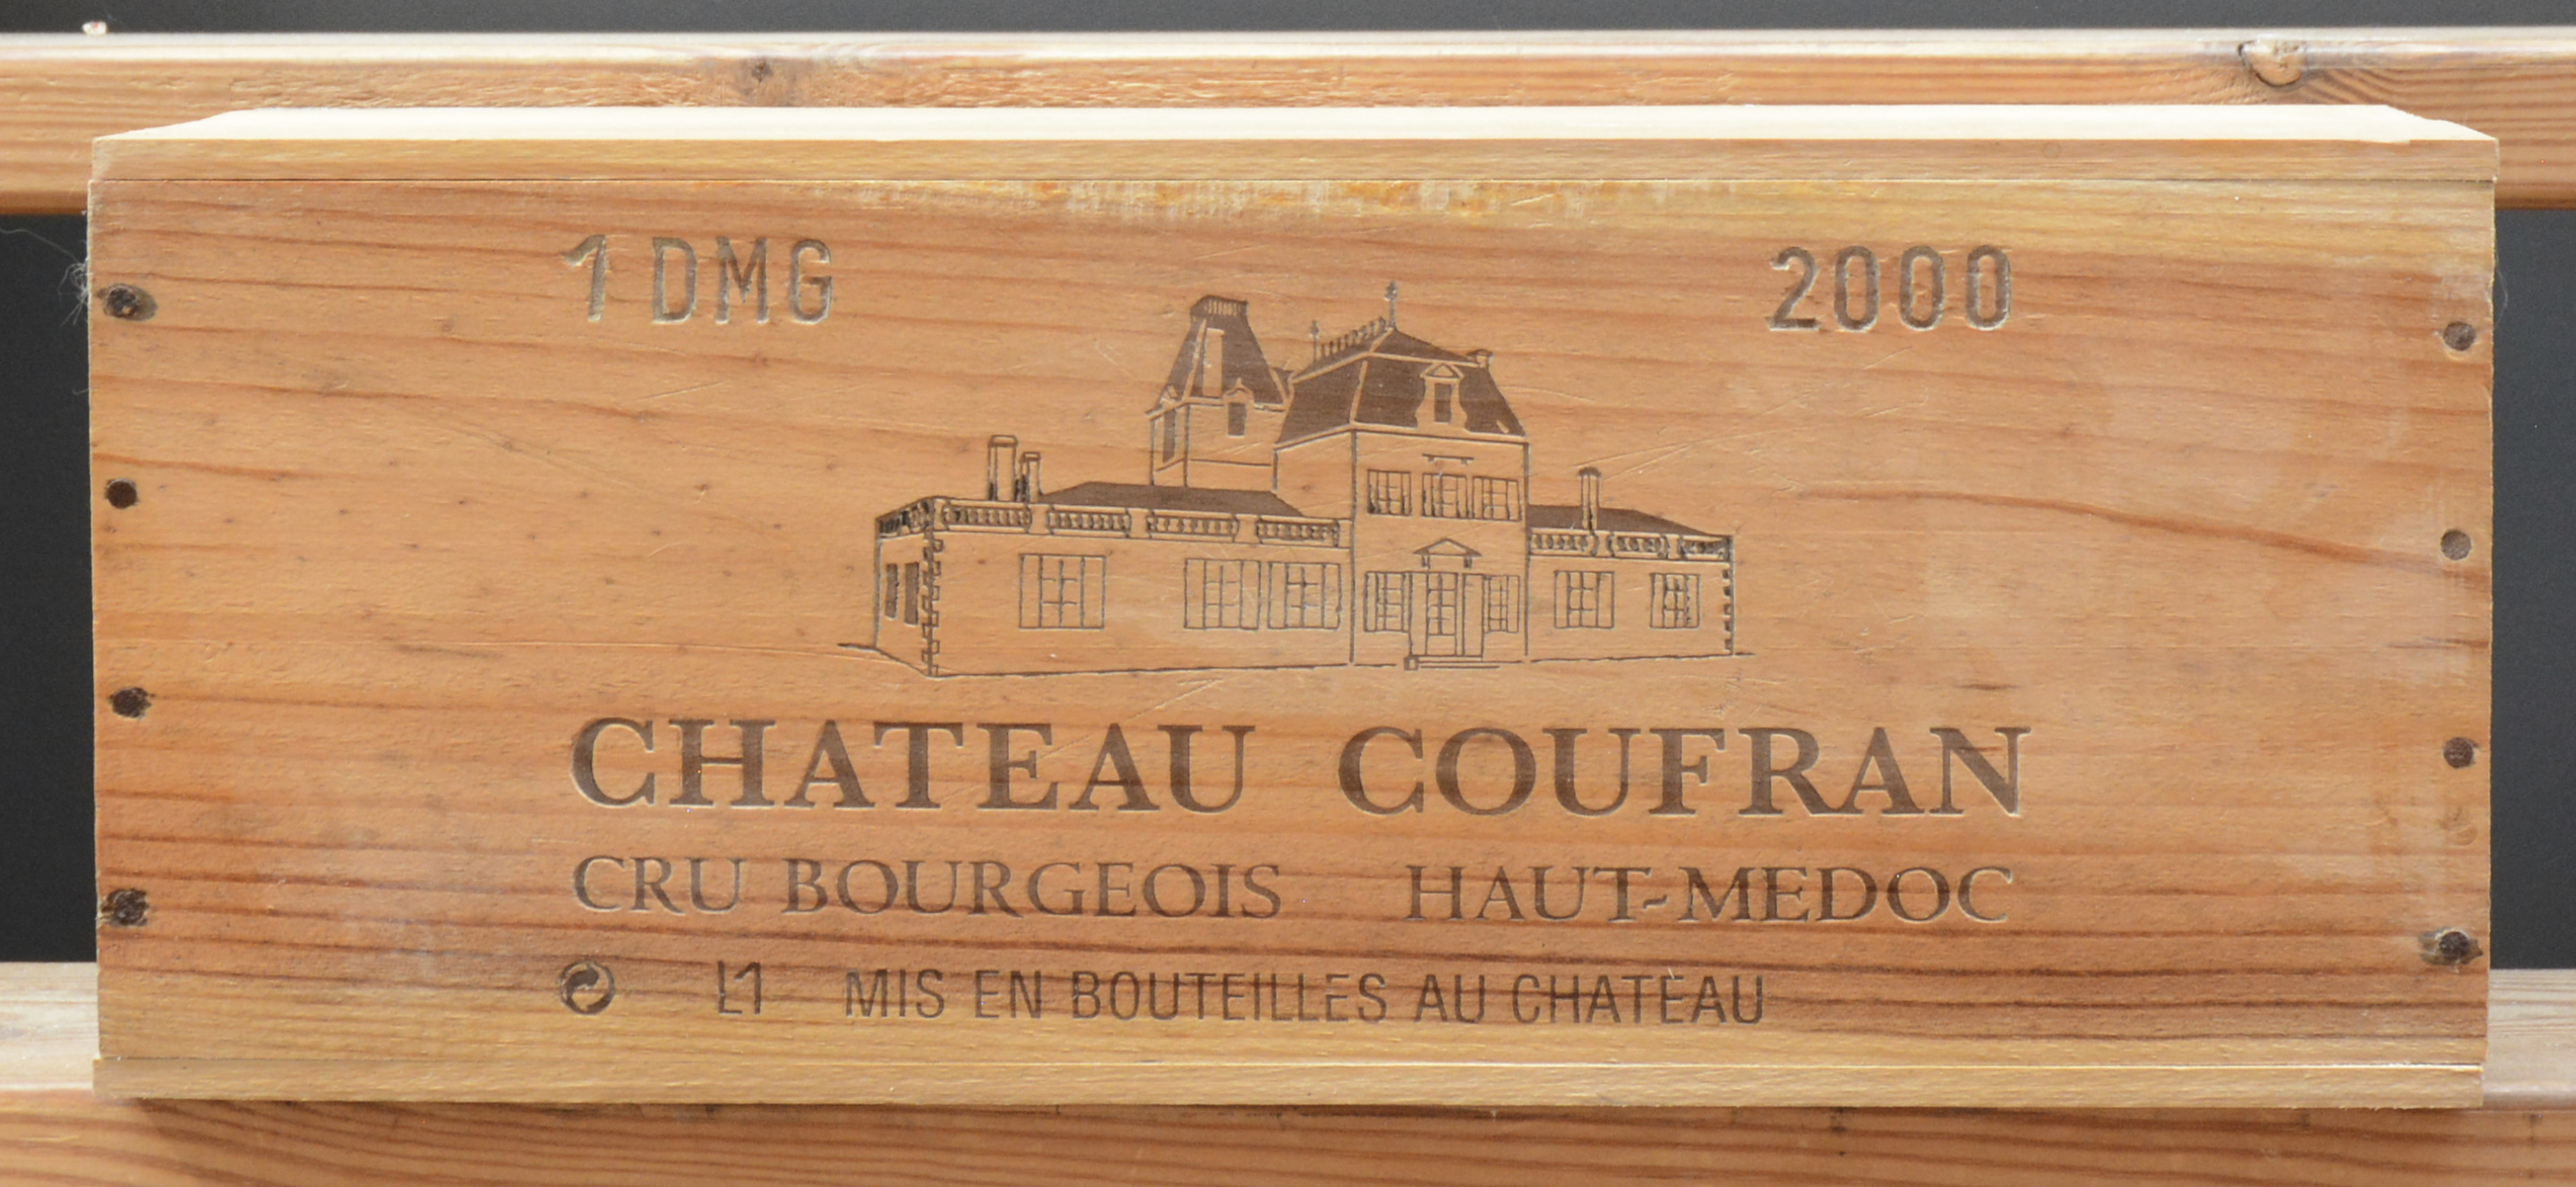 1 DMG 2000
CHATEAU COUFRAN
CRU BOURGEOIS HAUT-MEDOC
L1 MIS EN BOUTEILLES AU CHATEAU